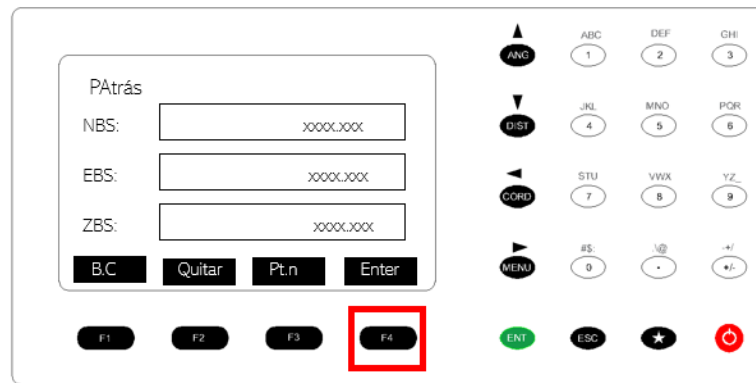 PAtrás
NBS: xxxx.xxx
EBS: xxxx.xxx
ZBS: xxxx.xxx
B.C Quitar Pt.n Enter
F1 F2 F3 F4
ABC DEF GHI
ANG 1 2 3
JKL MNO PQR
DIST 4 5 6
STU VWX YZ_
CORD 7 8 9
#$: .\@ -+/
MENU 0 . +/-
ENT ESC